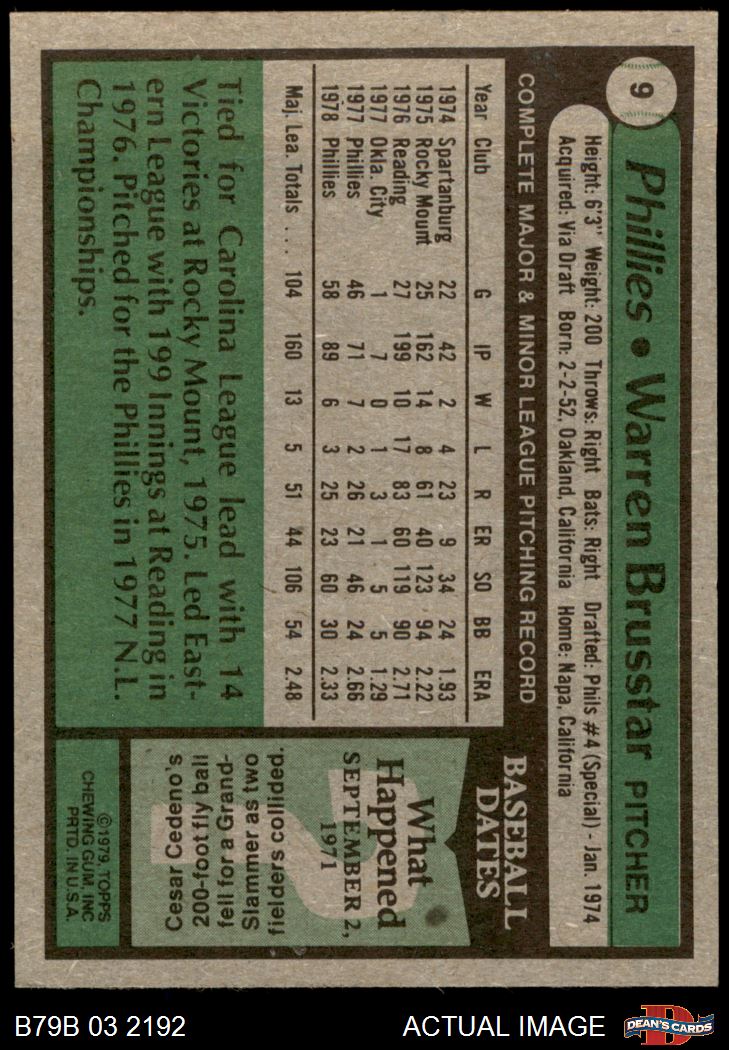 9
Phillies • Warren Brusstar PITCHER
Height: 6'3" Weight: 200 Throws: Right Bats: Right Drafted: Phils #4 (Special) - Jan. 1974
Acquired: Via Draft Born: 2-2-52, Oakland, California Home: Napa, California
COMPLETE MAJOR & MINOR LEAGUE PITCHING RECORD
Year Club G IP W L R ER SO BB ERA
1974 Spartanburg 22 42 2 4 23 9 34 24 1.93
1975 Rocky Mount 25 162 14 8 61 40 123 94 2.22
1976 Reading 27 199 10 17 83 60 119 90 2.71
1977 Okla. City 1 7 0 1 3 1 5 5 1.29
1977 Phillies 46 71 7 2 26 21 46 24 2.66
1978 Phillies 58 89 6 3 25 23 60 30 2.33
Maj. Lea. Totals . . . 104 160 13 5 51 44 106 54 2.48
Tied for Carolina League lead with 14
Victories at Rocky Mount, 1975. Led East-
ern League with 199 Innings at Reading in
1976. Pitched for the Phillies in 1977 N.L.
Championships.
BASEBALL
DATES
What
Happened
SEPTEMBER 2,
1971
Cesar Cedeno's
200-foot fly ball
fell for a Grand-
Slammer as two
fielders collided.
©1979, TOPPS
CHEWING GUM, INC
PRTD. IN U.S.A.
B79B 03 2192 ACTUAL IMAGE
DEAN'S CARDS